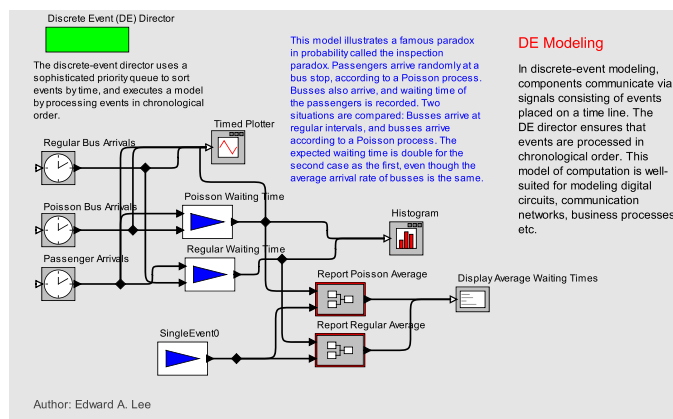 Discrete Event (DE) Director
The discrete-event director uses a
sophisticated priority queue to sort
events by time, and executes a model
by processing events in chronological
order.
This model illustrates a famous paradox
in probability called the inspection
paradox. Passengers arrive randomly at a
bus stop, according to a Poisson process.
Busses also arrive, and waiting time of
the passengers is recorded. Two
situations are compared: Busses arrive at
regular intervals, and busses arrive
according to a Poisson process. The
expected waiting time is double for the
second case as the first, even though the
average arrival rate of busses is the same.
DE Modeling
In discrete-event modeling,
components communicate via
signals consisting of events
placed on a time line. The
DE director ensures that
events are processed in
chronological order. This
model of computation is well-
suited for modeling digital
circuits, communication
networks, business processes
etc.
Timed Plotter
Regular Bus Arrivals
Poisson Waiting Time
Poisson Bus Arrivals
Histogram
Regular Waiting Time
Passenger Arrivals
Report Poisson Average
Display Average Waiting Times
Report Regular Average
SingleEvent0
Author: Edward A. Lee